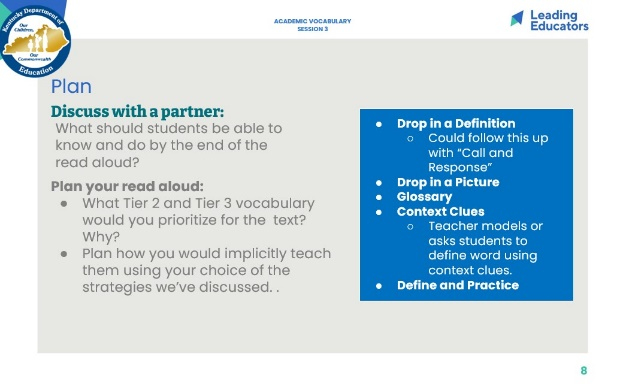 Kentucky Department of
Our
Children,
Our
Commonwealth
Education
ACADEMIC VOCABULARY
SESSION 3
Leading
Educators
Plan
Discuss with a partner:
What should students be able to
know and do by the end of the
read aloud?
Plan your read aloud:
● What Tier 2 and Tier 3 vocabulary
would you prioritize for the text?
Why?
● Plan how you would implicitly teach
them using your choice of the
strategies we’ve discussed. .
● Drop in a Definition
○ Could follow this up
with “Call and
Response”
● Drop in a Picture
● Glossary
● Context Clues
○ Teacher models or
asks students to
define word using
context clues.
● Define and Practice
8